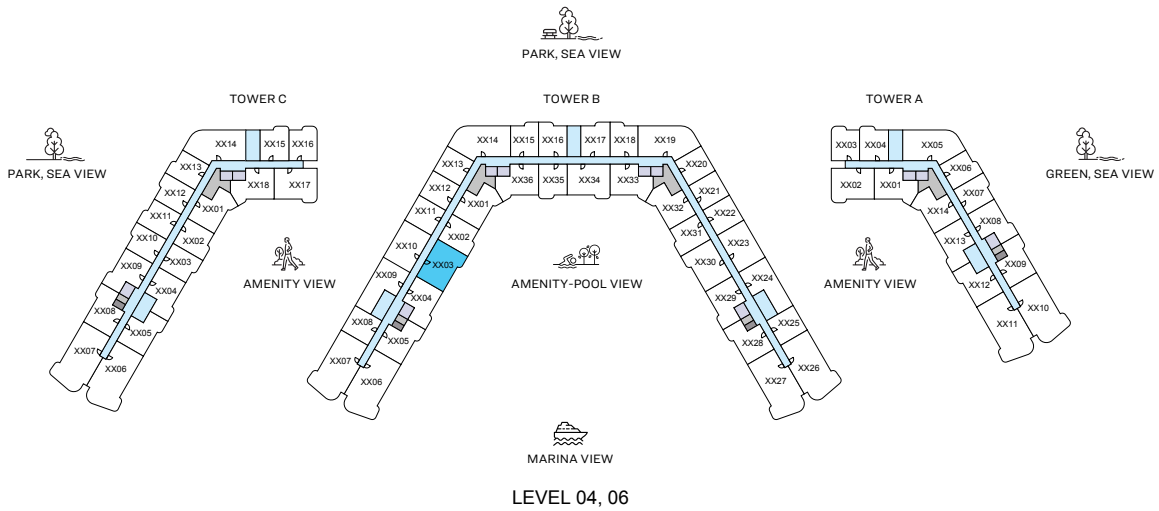 PARK, SEA VIEW
TOWER C
TOWER B
TOWER A
PARK, SEA VIEW
GREEN, SEA VIEW
AMENITY VIEW
AMENITY-POOL VIEW
AMENITY VIEW
MARINA VIEW
LEVEL 04, 06
XX14
XX15
XX16
XX13
XX12
XX11
XX10
XX09
XX08
XX07
XX06
XX05
XX04
XX03
XX02
XX01
XX18
XX17
XX14
XX15
XX16
XX17
XX18
XX19
XX13
XX12
XX11
XX10
XX09
XX08
XX07
XX06
XX05
XX04
XX03
XX02
XX01
XX36
XX35
XX34
XX33
XX32
XX31
XX30
XX29
XX28
XX27
XX26
XX25
XX24
XX23
XX22
XX21
XX20
XX03
XX04
XX05
XX02
XX01
XX06
XX07
XX08
XX09
XX10
XX11
XX12
XX13
XX14